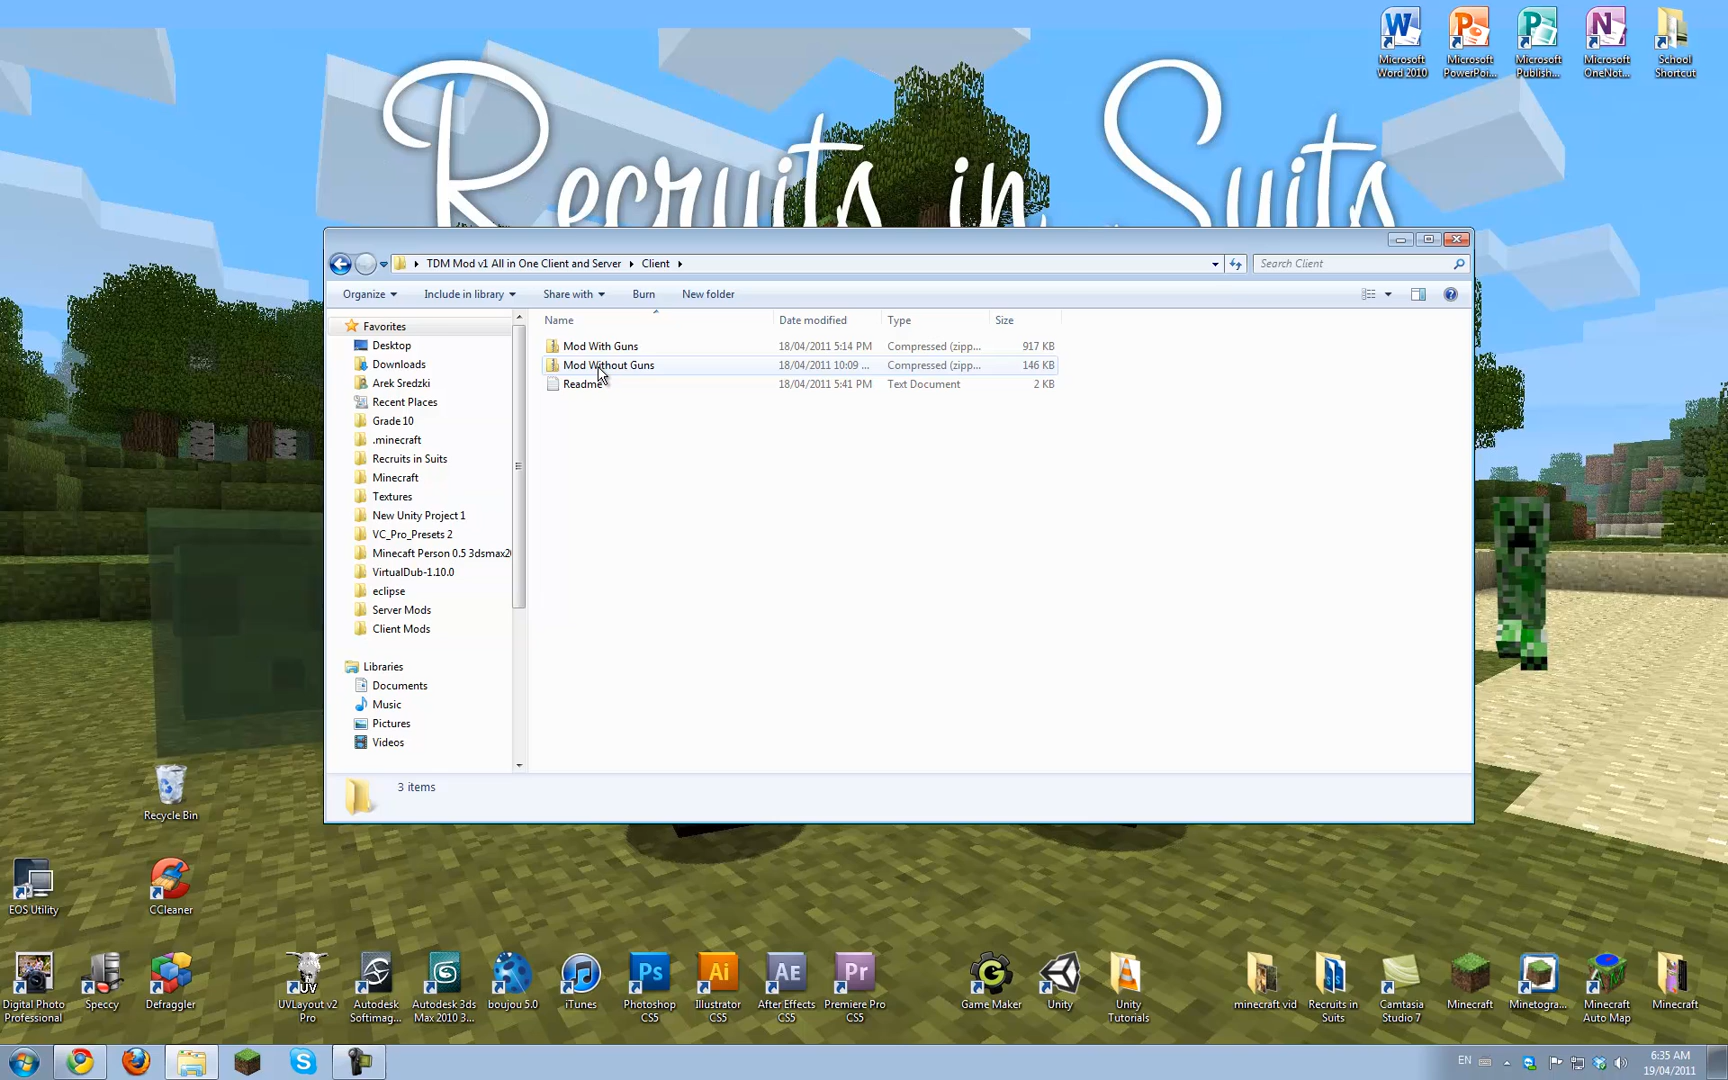 Microsoft Word 2010
Microsoft PowerPoi...
Microsoft Publish...
Microsoft OneNot...
School Shortcut
Recruits in Suits
TDM Mod v1 All in One Client and Server
Client
Search Client
Organize
Include in library
Share with
Burn
New folder
Name
Date modified
Type
Size
Favorites
Desktop
Downloads
Arek Sredzki
Recent Places
Grade 10
.minecraft
Recruits in Suits
Minecraft
Textures
New Unity Project 1
VC_Pro_Presets 2
Minecaft Person 0.5 3dsmax20
VirtualDub-1.10.0
eclipse
Server Mods
Client Mods
Libraries
Documents
Music
Pictures
Videos
Mod With Guns 18/04/2011 5:14 PM Compressed (zipp... 917 KB
Mod Without Guns 18/04/2011 10:09 ... Compressed (zipp... 146 KB
Readme 18/04/2011 5:41 PM Text Document 2 KB
3 items
Recycle Bin
EOS Utility
CCleaner
Digital Photo Professional
Speccy
Defraggler
UV
UVLayout v2 Pro
Autodesk Softimag...
Autodesk 3ds Max 2010 3...
boujou 5.0
iTunes
Ps
Photoshop CS5
Ai
Illustrator CS5
AE
After Effects CS5
Pr
Premiere Pro CS5
Game Maker
Unity
Unity Tutorials
minecraft vid
Recruits in Suits
Camtasia Studio 7
Minecraft
Minetogra...
Minecraft Auto Map
Minecraft
EN
6:35 AM
19/04/2011